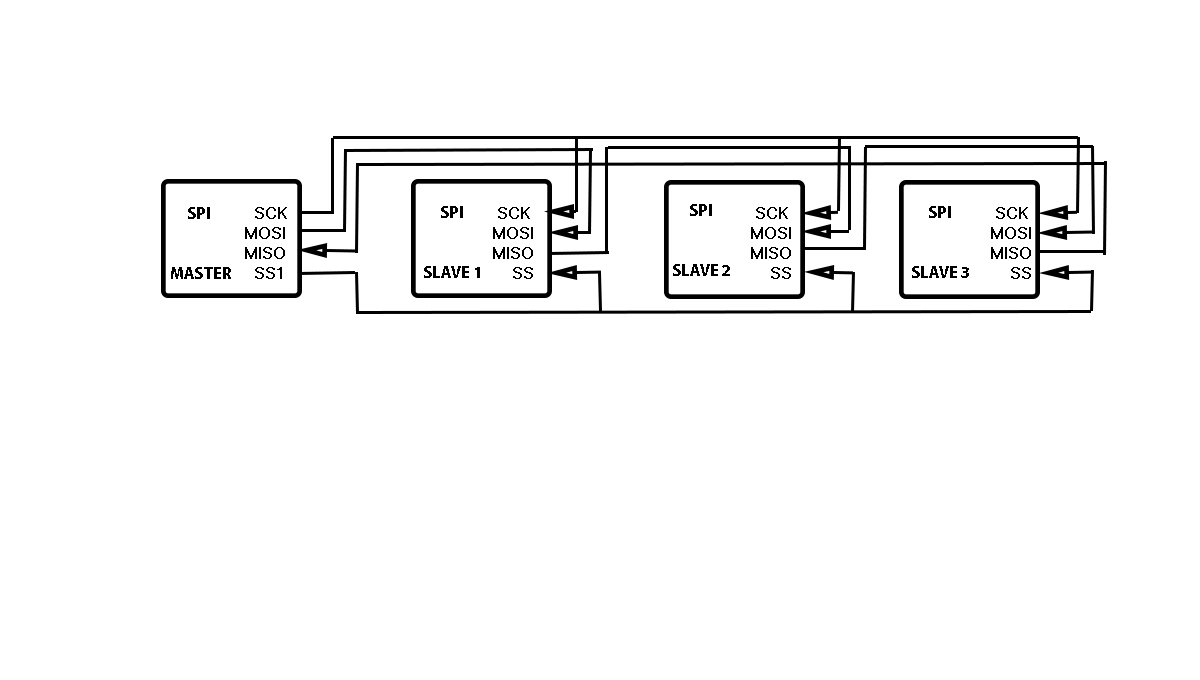 SPI SCK
MOSI
MISO
MASTER SS1
SPI SCK
MOSI
MISO
SLAVE 1 SS
SPI SCK
MOSI
MISO
SLAVE 2 SS
SPI SCK
MOSI
MISO
SLAVE 3 SS